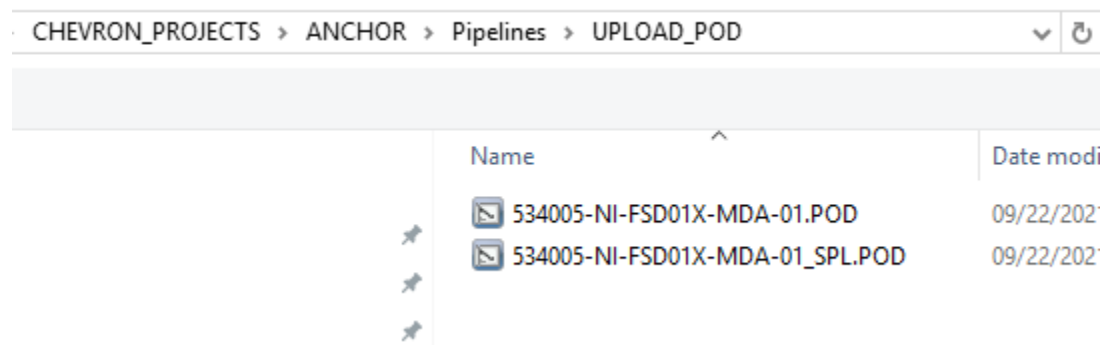 CHEVRON_PROJECTS > ANCHOR > Pipelines > UPLOAD_POD
Name Date modi
534005-NI-FSD01X-MDA-01.POD 09/22/2021
534005-NI-FSD01X-MDA-01_SPL.POD 09/22/2021